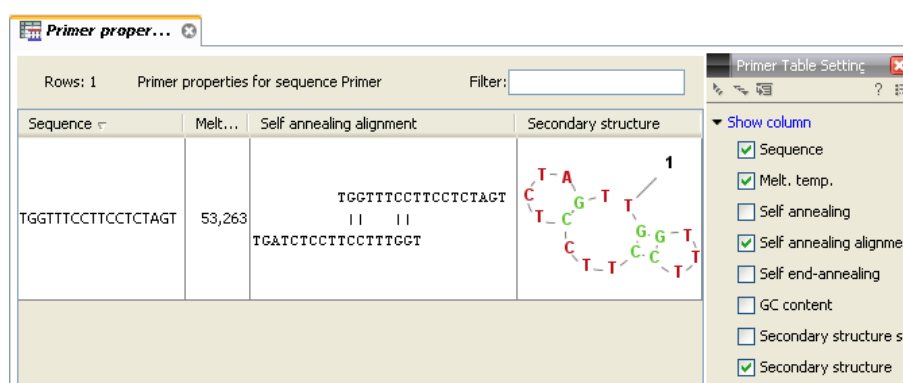 Primer proper...
Rows: 1 Primer properties for sequence Primer Filter:
Sequence Melt... Self annealing alignment Secondary structure
TGGTTTCCTTCCTCTAGT 53,263
TGGTTTCCTTCCTCTAGT
|| ||
TGATCTCCTTCCTTTGGT
1
T A
C G T T
T C G G T
C C C T
T T T
Primer Table Setting
?
Show column
Sequence
Melt. temp.
Self annealing
Self annealing alignme
Self end-annealing
GC content
Secondary structure s
Secondary structure